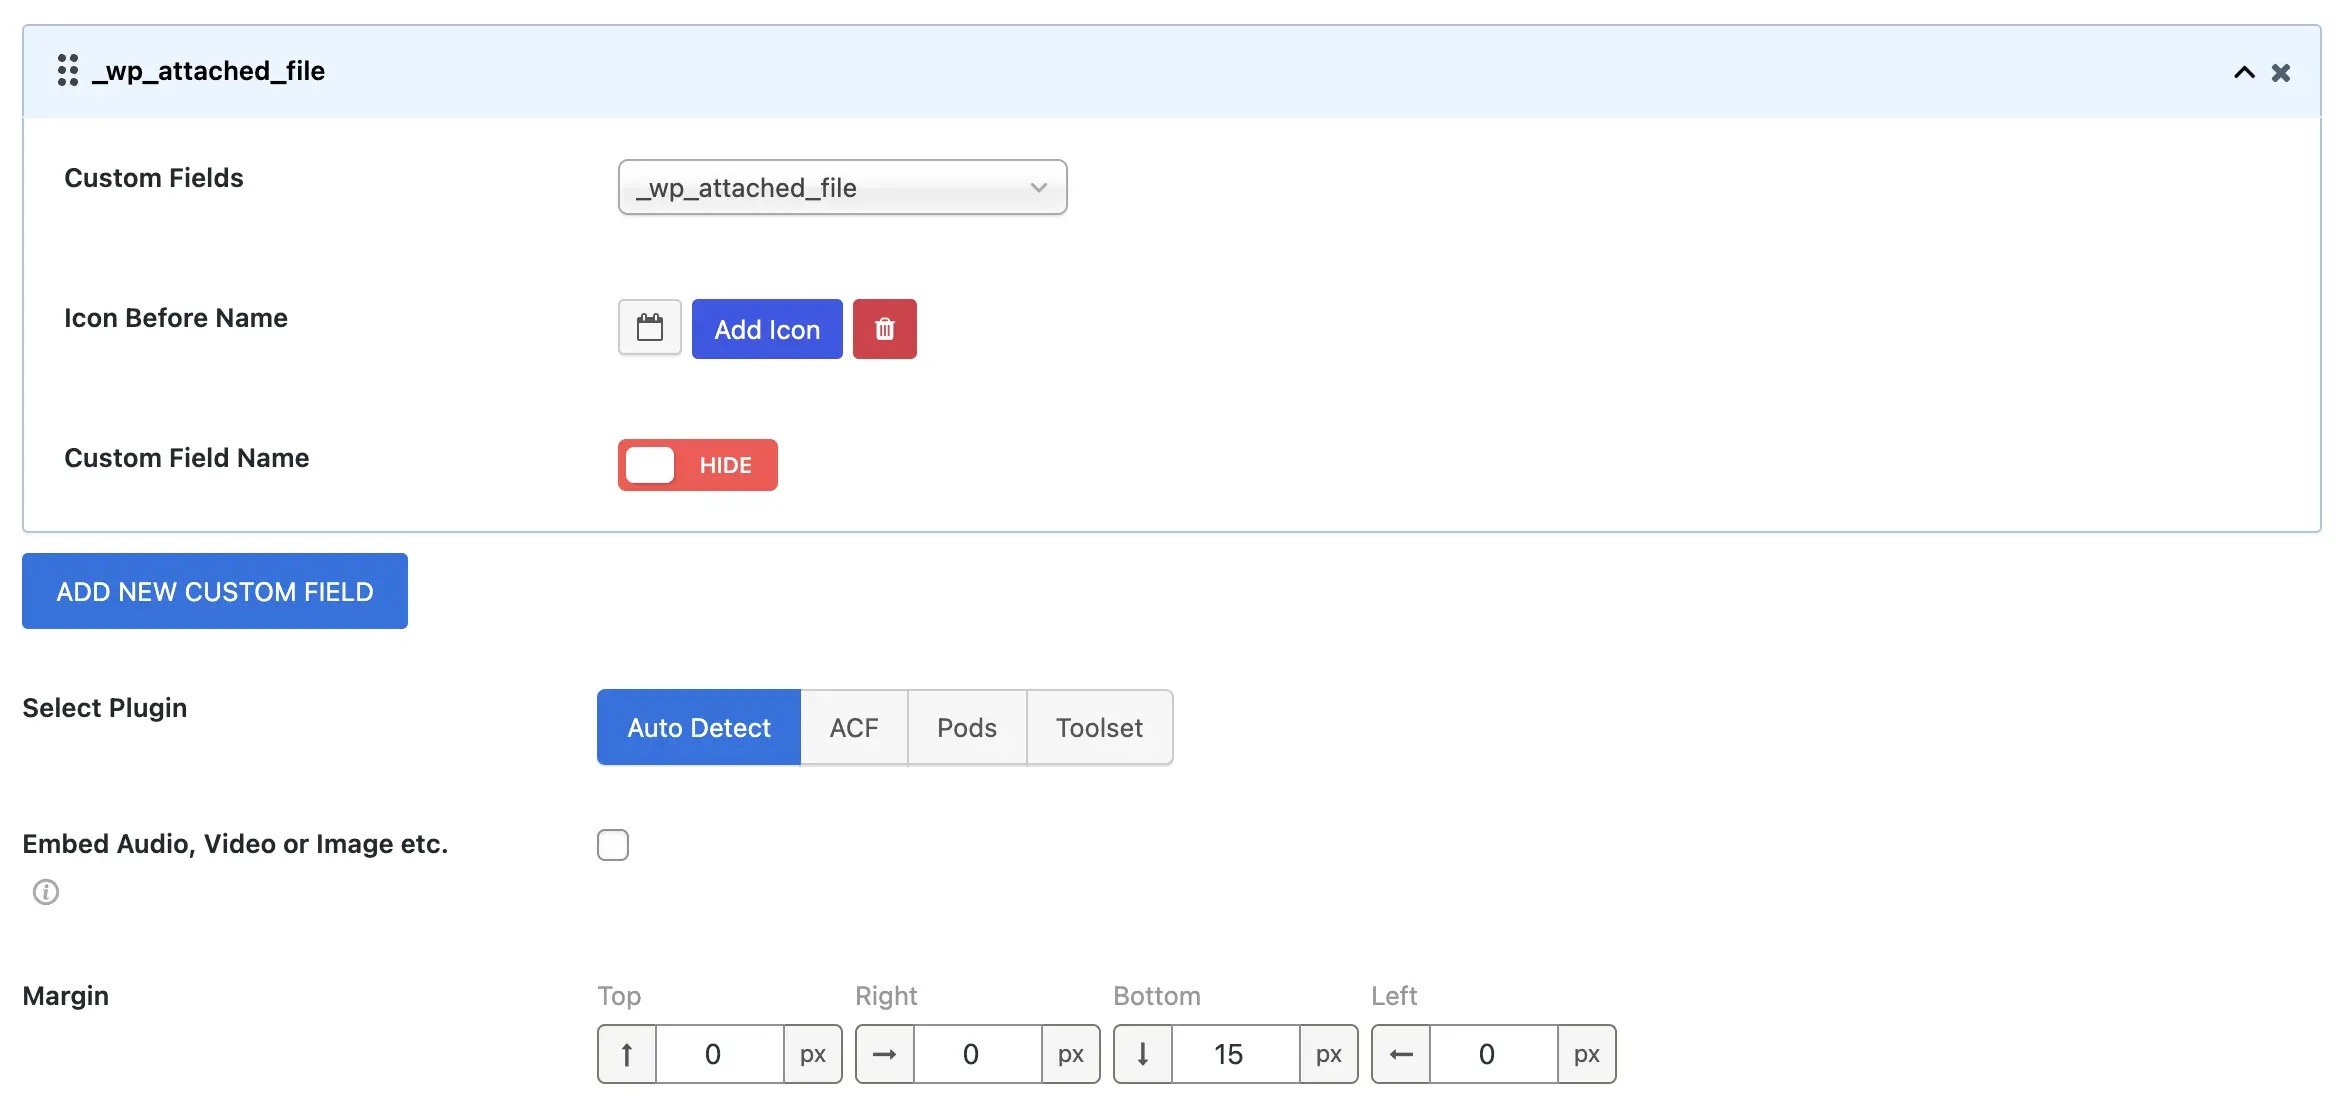 _wp_attached_file
Custom Fields
_wp_attached_file
Icon Before Name
Add Icon
Custom Field Name
HIDE
ADD NEW CUSTOM FIELD
Select Plugin
Auto Detect ACF Pods Toolset
Embed Audio, Video or Image etc.
i
Margin
Top Right Bottom Left
0 px 0 px 15 px 0 px